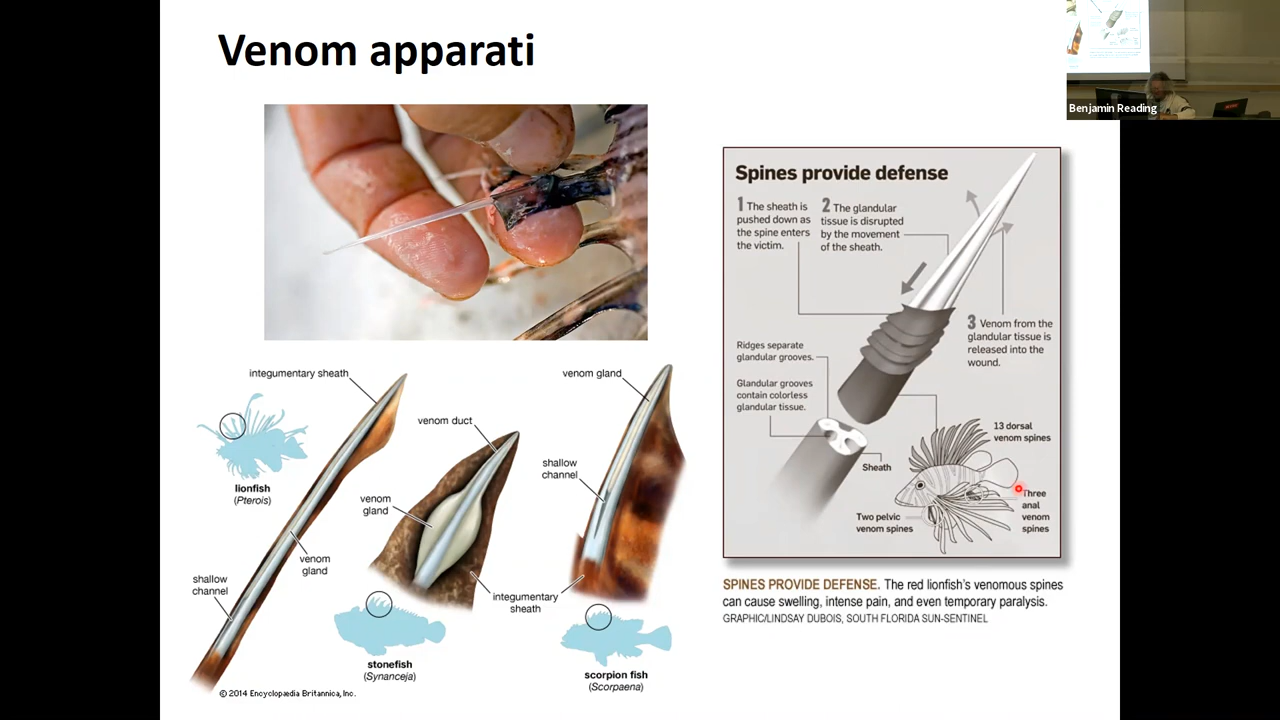 Venom apparati
Benjamin Reading
Spines provide defense
1 The sheath is
pushed down as
the spine enters
the victim.
2 The glandular
tissue is disrupted
by the movement
of the sheath.
3 Venom from the
glandular tissue is
released into the
wound.
Ridges separate
glandular grooves.
Glandular grooves
contain colorless
glandular tissue.
Sheath
13 dorsal
venom spines
Three
anal
venom
spines
Two pelvic
venom spines
SPINES PROVIDE DEFENSE. The red lionfish's venomous spines
can cause swelling, intense pain, and even temporary paralysis.
GRAPHIC/LINDSAY DUBOIS, SOUTH FLORIDA SUN-SENTINEL
integumentary sheath
lionfish
(Pterois)
venom
gland
shallow
channel
venom duct
venom
gland
integumentary
sheath
stonefish
(Synanceja)
venom gland
shallow
channel
scorpion fish
(Scorpaena)
© 2014 Encyclopædia Britannica, Inc.